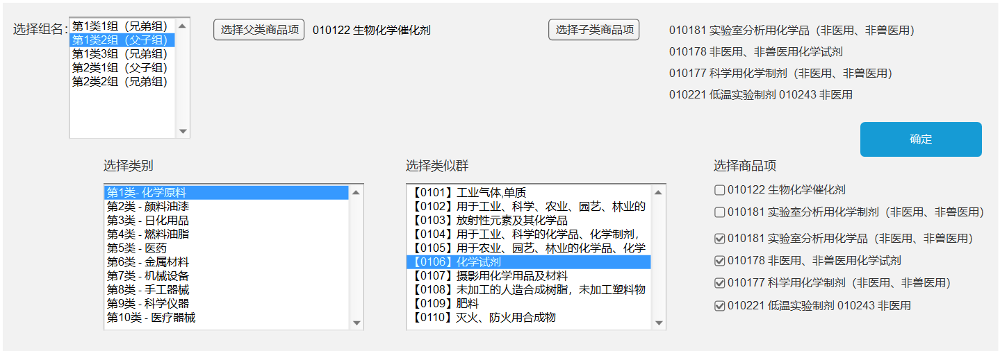 选择组名:
第1类1组（兄弟组）
第1类2组（父子组）
第1类3组（兄弟组）
第2类1组（父子组）
第2类2组（兄弟组）
选择父类商品项
010122 生物化学催化剂
选择子类商品项
010181 实验室分析用化学品（非医用、非兽医用）
010178 非医用、非兽医用化学试剂
010177 科学用化学制剂（非医用、非兽医用）
010221 低温实验制剂 010243 非医用
确定
选择类别
第1类- 化学原料
第2类 - 颜料油漆
第3类 - 日化用品
第4类 - 燃料油脂
第5类 - 医药
第6类 - 金属材料
第7类 - 机械设备
第8类 - 手工器械
第9类 - 科学仪器
第10类 - 医疗器械
选择类似群
【0101】工业气体,单质
【0102】用于工业、科学、农业、园艺、林业的
【0103】放射性元素及其化学品
【0104】用于工业、科学的化学品、化学制剂，
【0105】用于农业、园艺、林业的化学品、化学
【0106】化学试剂
【0107】摄影用化学用品及材料
【0108】未加工的人造合成树脂，未加工塑料物
【0109】肥料
【0110】灭火、防火用合成物
选择商品项
010122 生物化学催化剂
010181 实验室分析用化学制剂（非医用、非兽医用）
010181 实验室分析用化学品（非医用、非兽医用）
010178 非医用、非兽医用化学试剂
010177 科学用化学制剂（非医用、非兽医用）
010221 低温实验制剂 010243 非医用